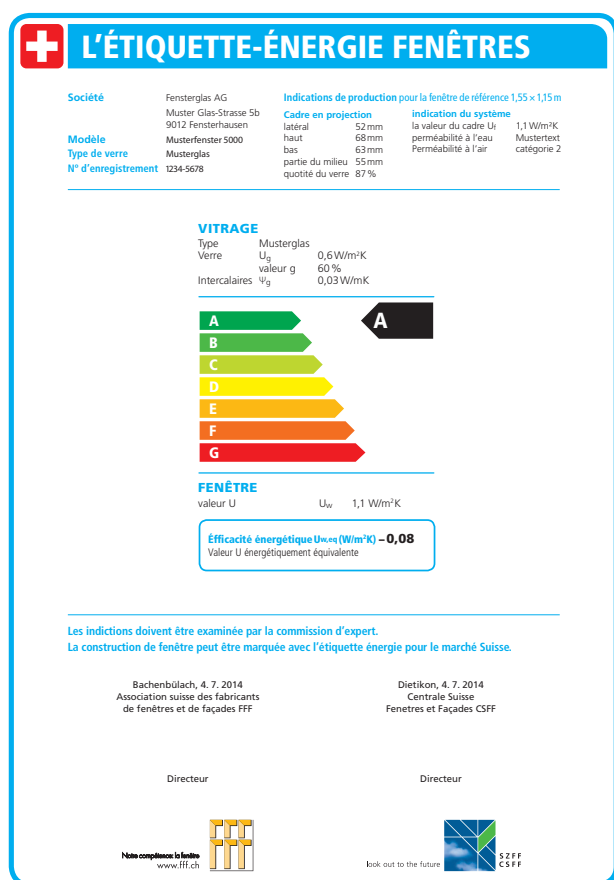 L'ÉTIQUETTE-ÉNERGIE FENÊTRES
Société Fensterglas AG
Muster Glas-Strasse 5b
9012 Fensterhausen
Modèle Musterfenster 5000
Type de verre Musterglas
N° d'enregistrement 1234-5678
Indications de production pour la fenêtre de référence 1,55 × 1,15 m
Cadre en projection
latéral 52 mm
haut 68 mm
bas 63 mm
partie du milieu 55 mm
quotité du verre 87 %
indication du système
la valeur du cadre Uf 1,1 W/m²K
perméabilité à l'eau Mustertext
Perméabilité à l'air catégorie 2
VITRAGE
Type Musterglas
Verre Ug 0,6 W/m²K
valeur g 60 %
Intercalaires Ψg 0,03 W/mK
A A
B
C
D
E
F
G
FENÊTRE
valeur U Uw 1,1 W/m²K
Éfficacité énergétique Uw,eq (W/m²K) –0,08
Valeur U énergétiquement équivalente
Les indictions doivent être examinée par la commission d'expert.
La construction de fenêtre peut être marquée avec l'étiquette énergie pour le marché Suisse.
Bachenbülach, 4. 7. 2014
Association suisse des fabricants
de fenêtres et de façades FFF
Directeur
Notre compétence: la fenêtre
www.fff.ch
fff
Dietikon, 4. 7. 2014
Centrale Suisse
Fenetres et Façades CSFF
Directeur
look out to the future
SZFF
CSFF